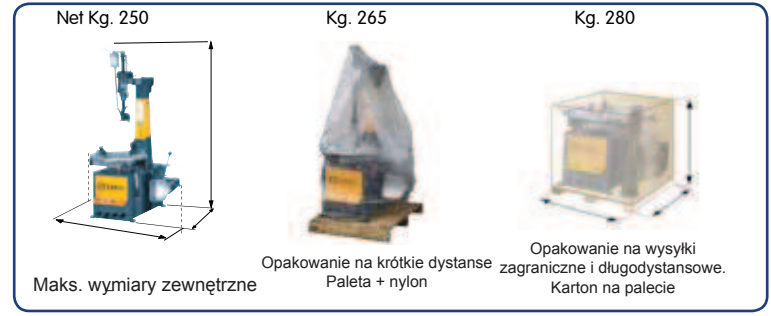 Net Kg. 250
Kg. 265
Kg. 280
Maks. wymiary zewnętrzne
Opakowanie na krótkie dystanse
Paleta + nylon
Opakowanie na wysyłki
zagraniczne i długodystansowe.
Karton na palecie